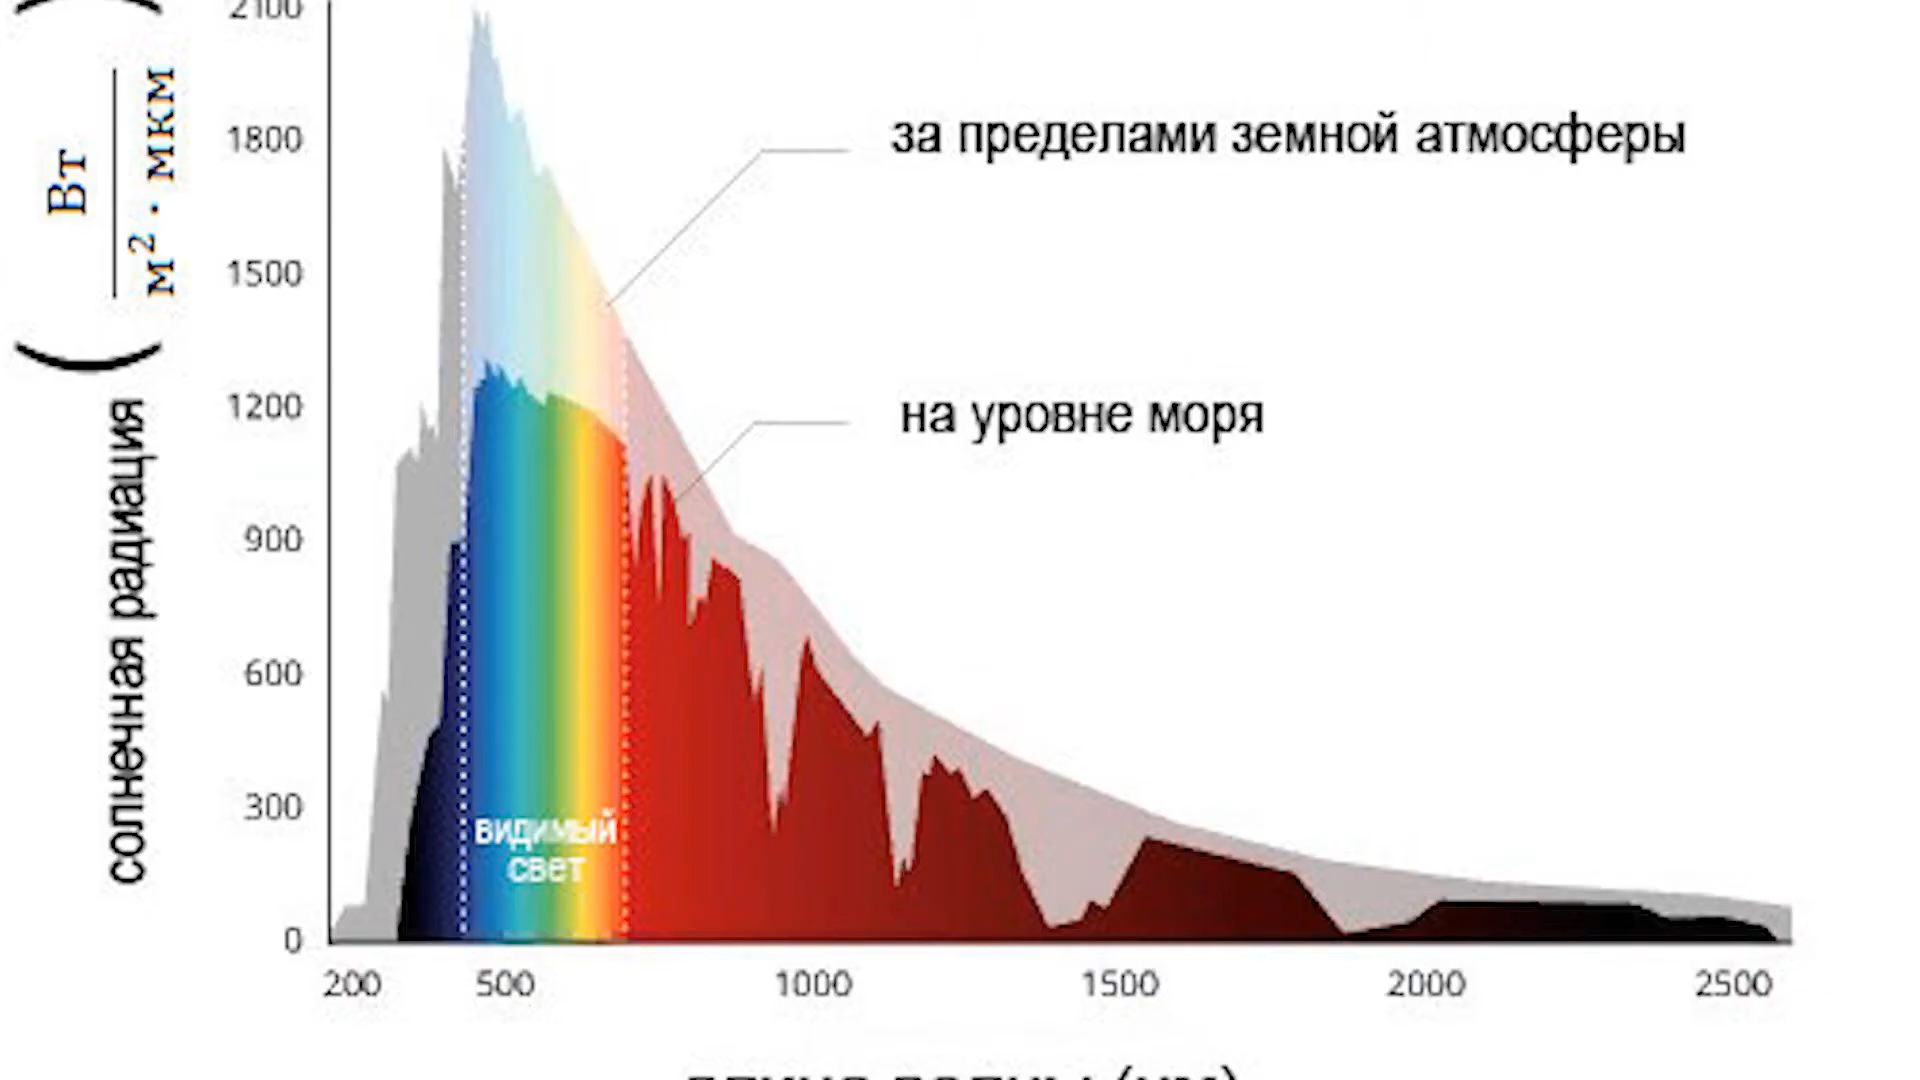 2100
1800
1500
1200
900
600
300
0
солнечная радиация ( Вт / м² · мкм )
за пределами земной атмосферы
на уровне моря
видимый
свет
200 500 1000 1500 2000 2500